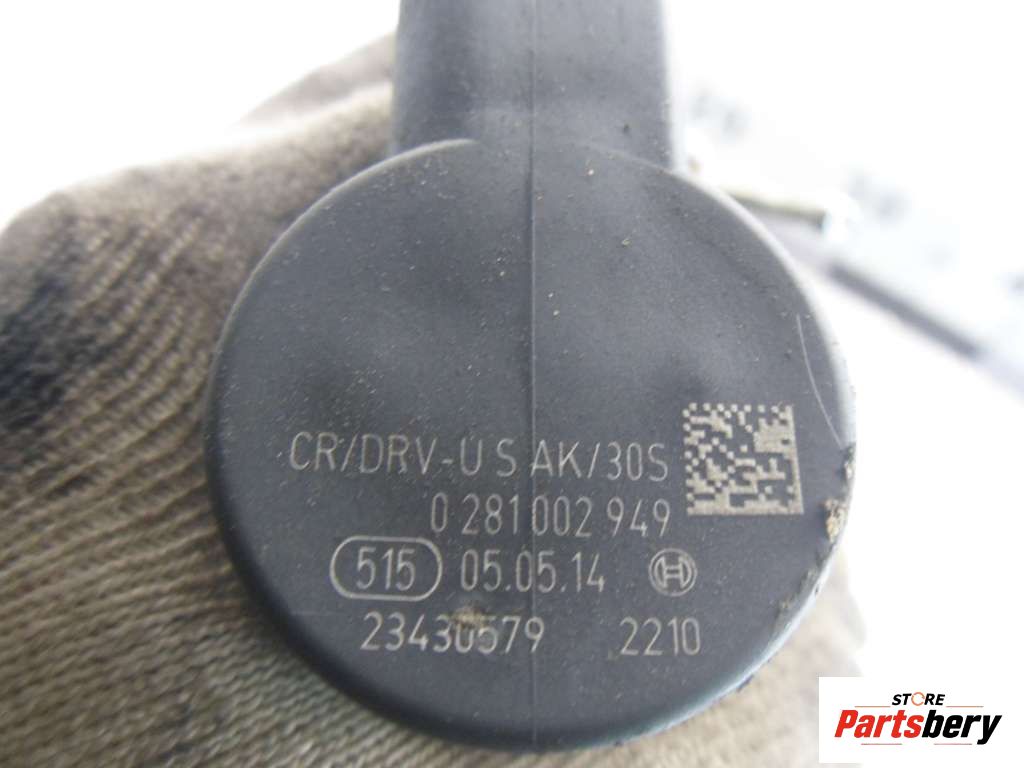 CR/DRV-U S AK/30S
0 281 002 949
515 05.05.14
23430579 2210
STORE
Partsbery